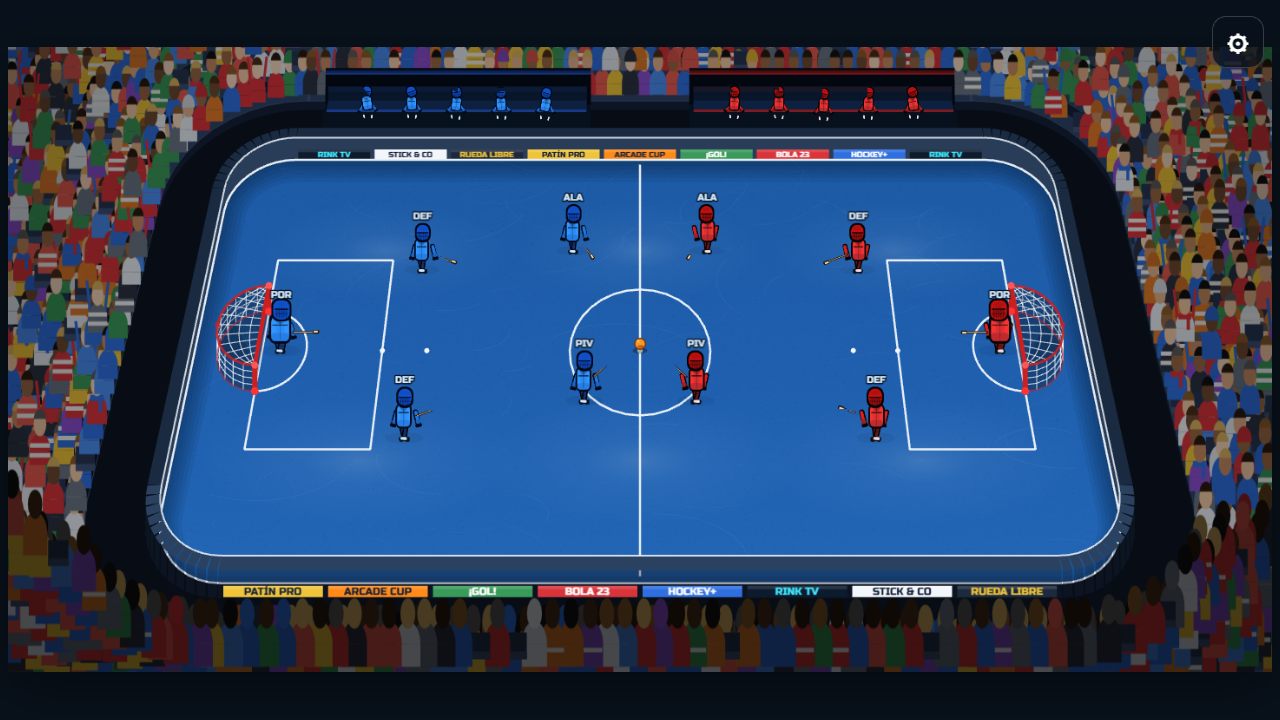 RINK TV STICK & CO RUEDA LIBRE PATÍN PRO ARCADE CUP ¡GOL! BOLA 23 HOCKEY+ RINK TV
ALA ALA
DEF DEF
POR POR
PIV PIV
DEF DEF
PATÍN PRO ARCADE CUP ¡GOL! BOLA 23 HOCKEY+ RINK TV STICK & CO RUEDA LIBRE